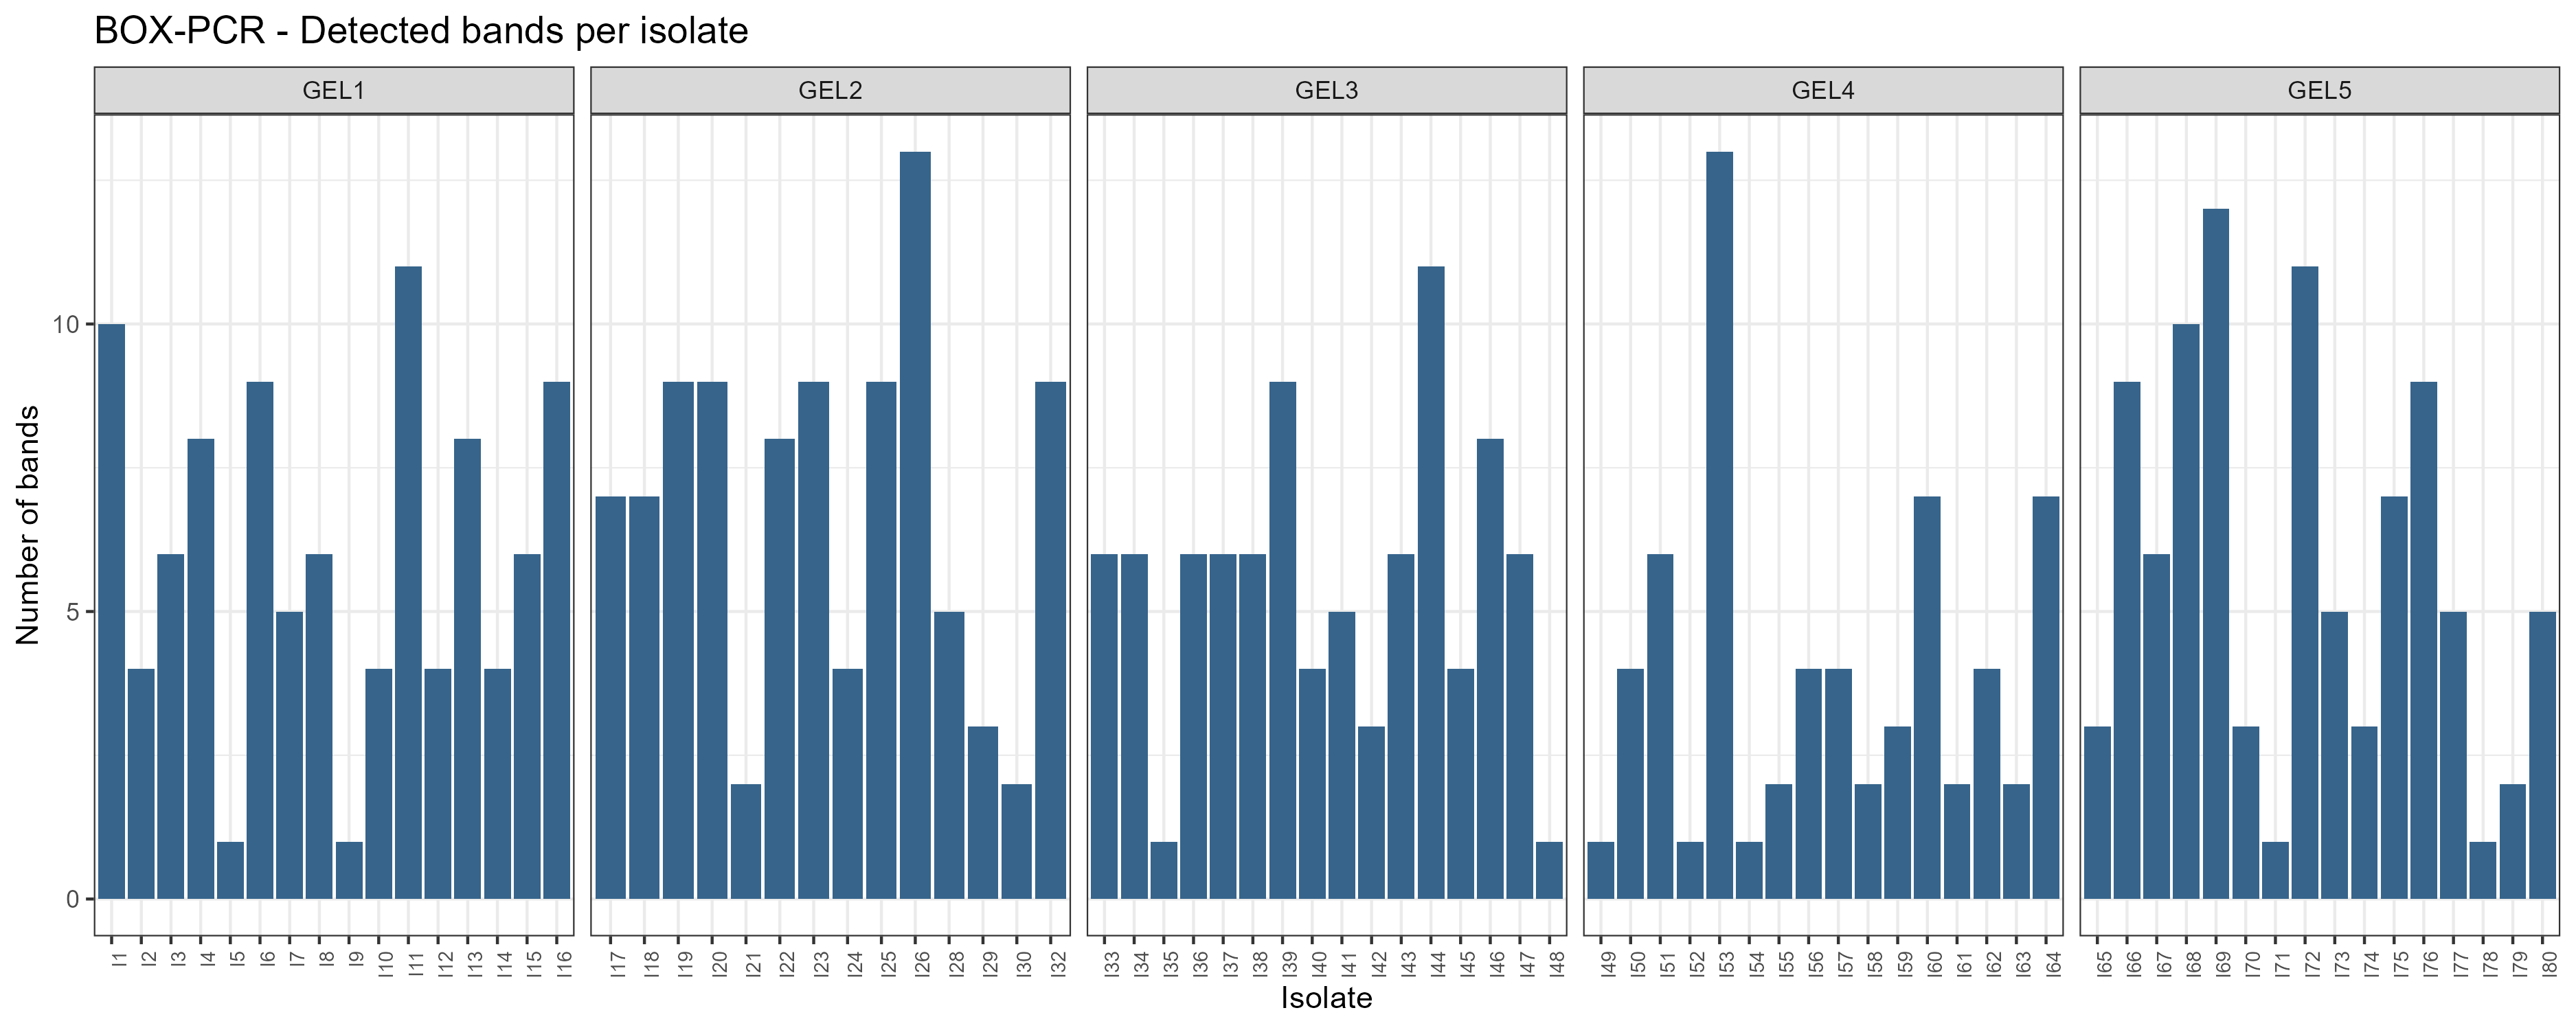 BOX-PCR - Detected bands per isolate
GEL1 GEL2 GEL3 GEL4 GEL5
Number of bands
10
5
0
I1 I2 I3 I4 I5 I6 I7 I8 I9 I10 I11 I12 I13 I14 I15 I16 I17 I18 I19 I20 I21 I22 I23 I24 I25 I26 I28 I29 I30 I32 I33 I34 I35 I36 I37 I38 I39 I40 I41 I42 I43 I44 I45 I46 I47 I48 I49 I50 I51 I52 I53 I54 I55 I56 I57 I58 I59 I60 I61 I62 I63 I64 I65 I66 I67 I68 I69 I70 I71 I72 I73 I74 I75 I76 I77 I78 I79 I80
Isolate